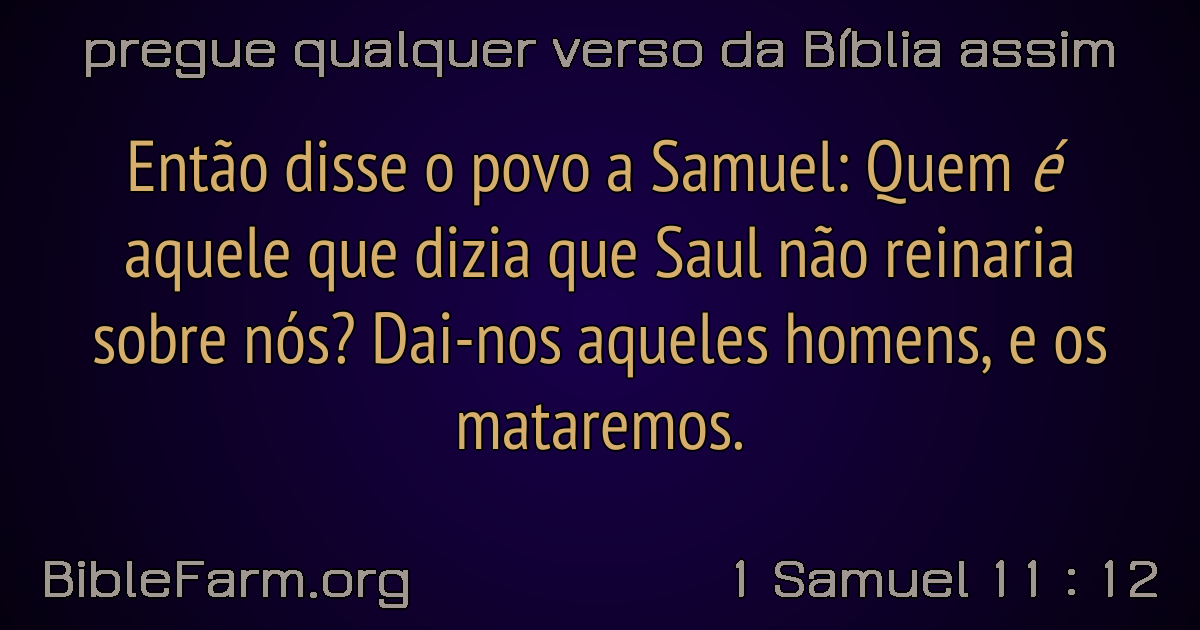 pregue qualquer verso da Bíblia assim
Então disse o povo a Samuel: Quem é
aquele que dizia que Saul não reinaria
sobre nós? Dai-nos aqueles homens, e os
mataremos.
BibleFarm.org
1 Samuel 11 : 12